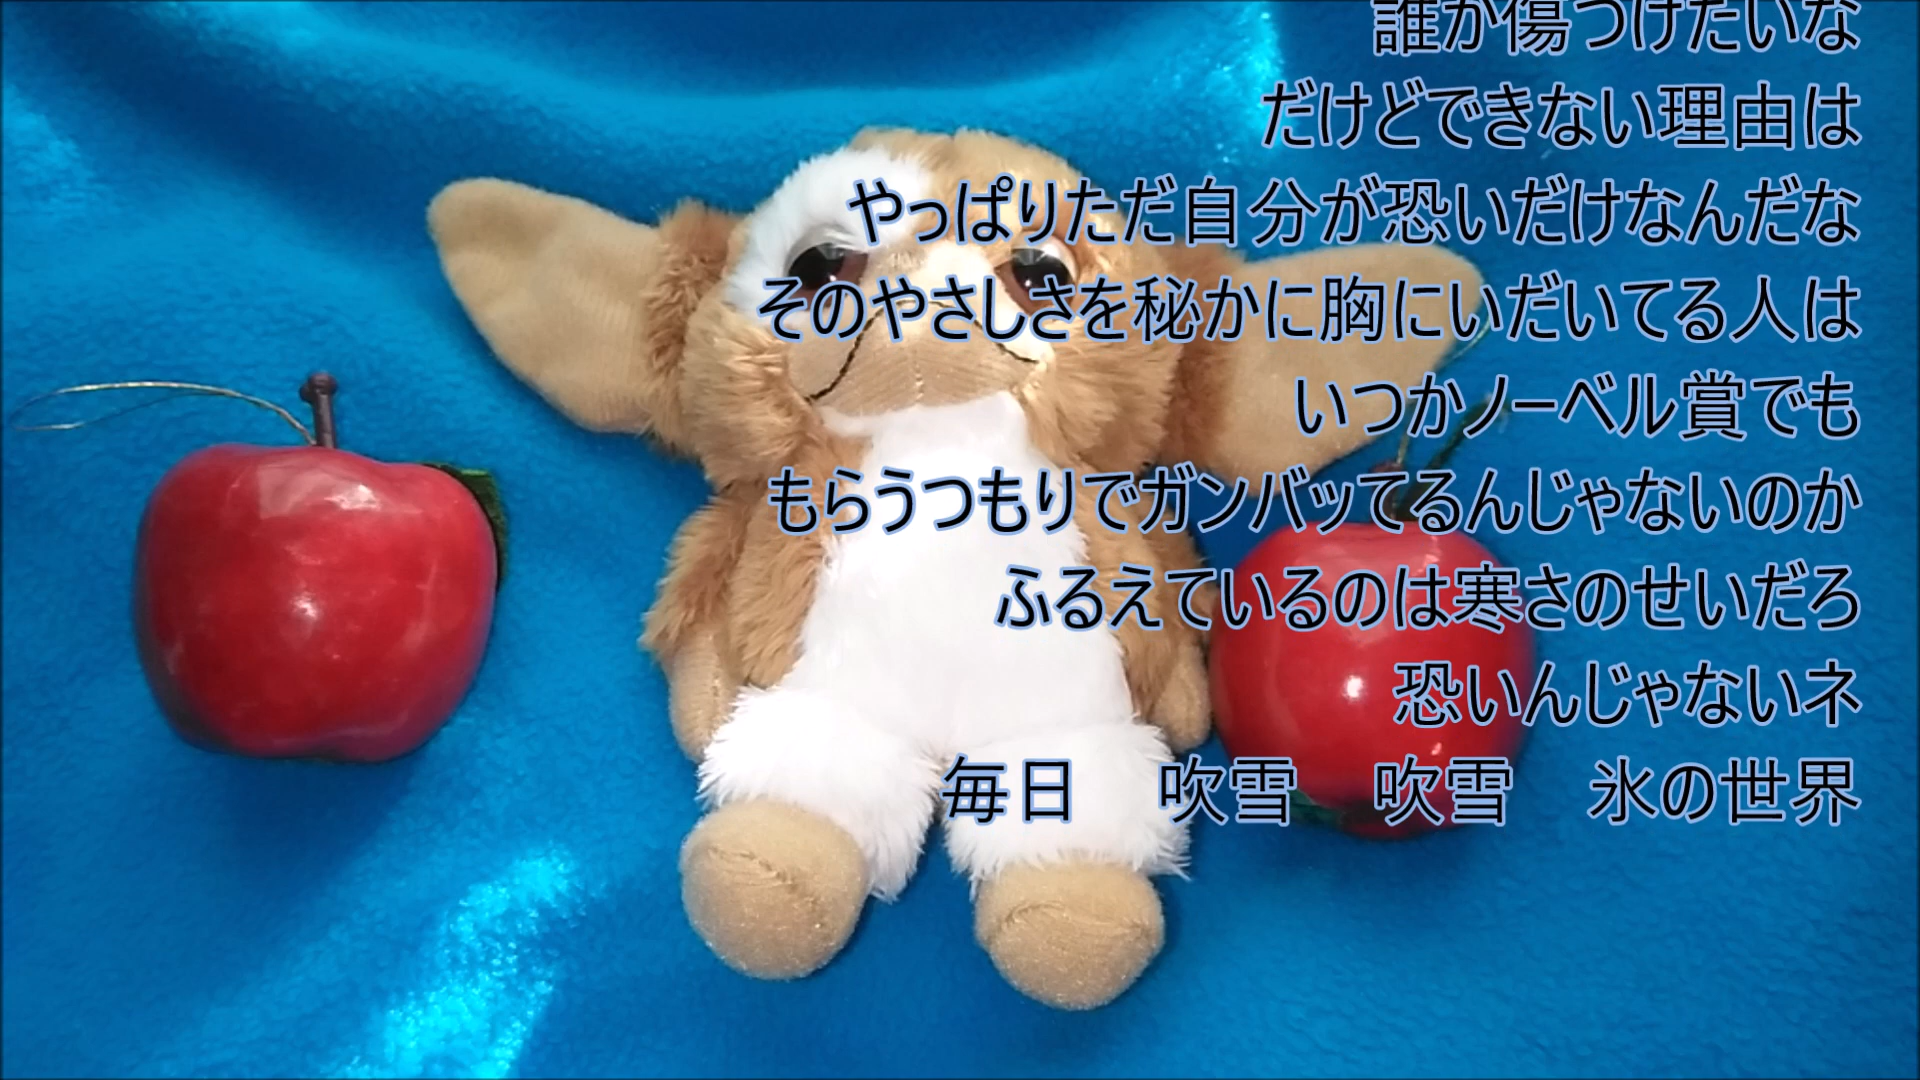 誰か傷つけたいな
だけどできない理由は
やっぱりただ自分が恐いだけなんだな
そのやさしさを秘かに胸にいだいてる人は
いつかノーベル賞でも
もらうつもりでガンバッてるんじゃないのか
ふるえているのは寒さのせいだろ
恐いんじゃないネ
毎日　吹雪　吹雪　氷の世界